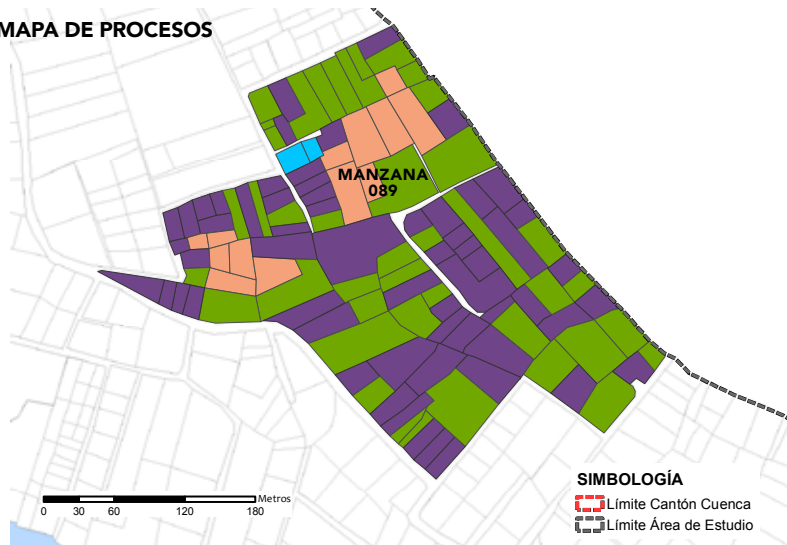 MAPA DE PROCESOS
MANZANA
089
Metros
0 30 60 120 180
SIMBOLOGÍA
Límite Cantón Cuenca
Límite Área de Estudio